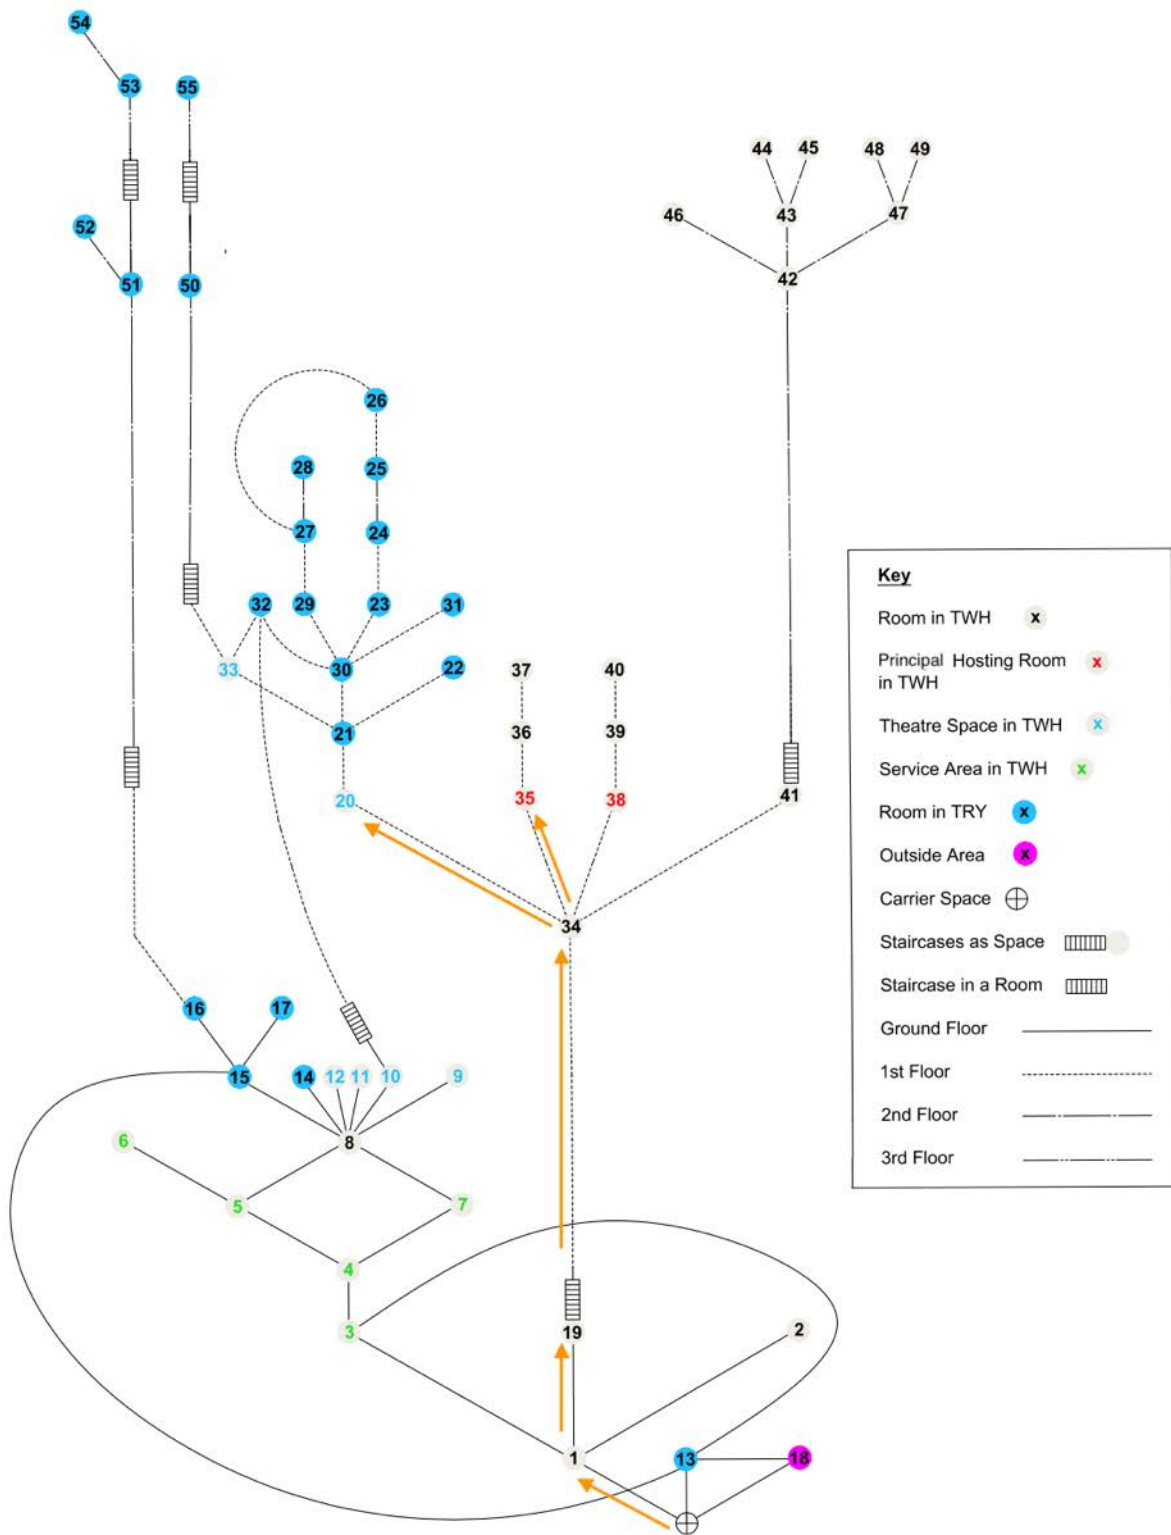 54
53 55
44 45 48 49
52
46 43 47
51 50 42
26
28 25
27 24
32 29 23 31
33 30 22 37 40
21 36 39
20 35 38 41
34
16 17
15 14 12 11 10 9
6 8
5 7
4
3 19 2
1 13 18
Key
Room in TWH x
Principal Hosting Room x
in TWH
Theatre Space in TWH x
Service Area in TWH x
Room in TRY x
Outside Area x
Carrier Space
Staircases as Space
Staircase in a Room
Ground Floor
1st Floor
2nd Floor
3rd Floor